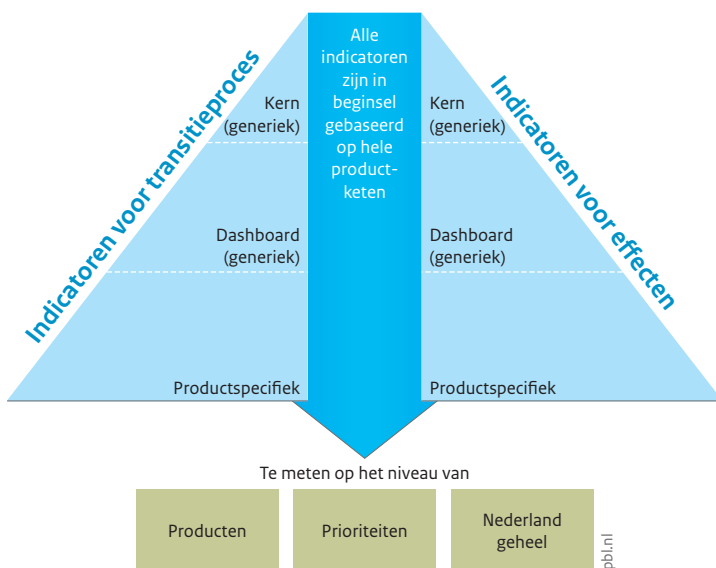 Indicatoren voor transitieproces
Kern
(generiek)
Dashboard
(generiek)
Productspecifiek
Alle
indicatoren
zijn in
beginsel
gebaseerd
op hele
product-
keten
Indicatoren voor effecten
Kern
(generiek)
Dashboard
(generiek)
Productspecifiek
Te meten op het niveau van
Producten
Prioriteiten
Nederland
geheel
pbl.nl